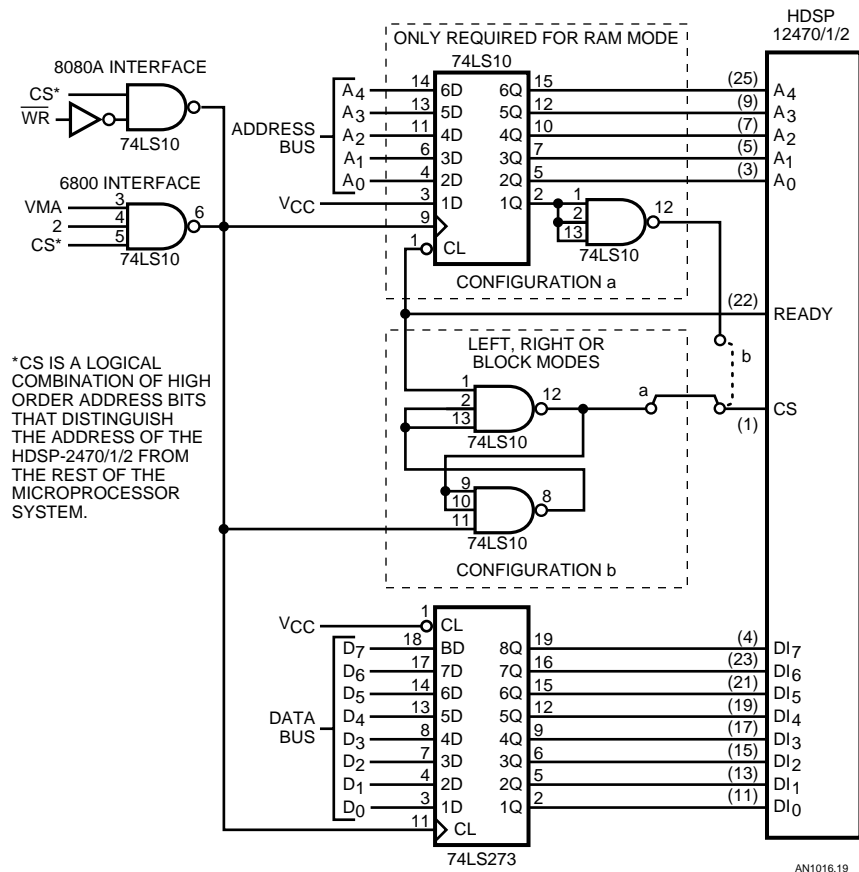 HDSP
12470/1/2
ONLY REQUIRED FOR RAM MODE
74LS10
8080A INTERFACE
CS*
WR
74LS10
6800 INTERFACE
VMA 3
2 4
CS* 5
6
74LS10
ADDRESS
BUS
A4 14 6D 6Q 15 (25) A4
A3 13 5D 5Q 12 (9) A3
A2 11 4D 4Q 10 (7) A2
A1 6 3D 3Q 7 (5) A1
A0 4 2D 2Q 5 (3) A0
VCC 3 1D 1Q 2
9
1 CL
1
2
13
12
74LS10
CONFIGURATION a
(22) READY
LEFT, RIGHT OR
BLOCK MODES
1
2
13
12
74LS10
a
b
CS
(1)
9
10
11
8
74LS10
CONFIGURATION b
*CS IS A LOGICAL
COMBINATION OF HIGH
ORDER ADDRESS BITS
THAT DISTINGUISH
THE ADDRESS OF THE
HDSP-2470/1/2 FROM
THE REST OF THE
MICROPROCESSOR
SYSTEM.
VCC 1 CL
DATA
BUS
D7 18 BD 8Q 19 (4) DI7
D6 17 7D 7Q 16 (23) DI6
D5 14 6D 6Q 15 (21) DI5
D4 13 5D 5Q 12 (19) DI4
D3 8 4D 4Q 9 (17) DI3
D2 7 3D 3Q 6 (15) DI2
D1 4 2D 2Q 5 (13) DI1
D0 3 1D 1Q 2 (11) DI0
11 CL
74LS273
AN1016.19